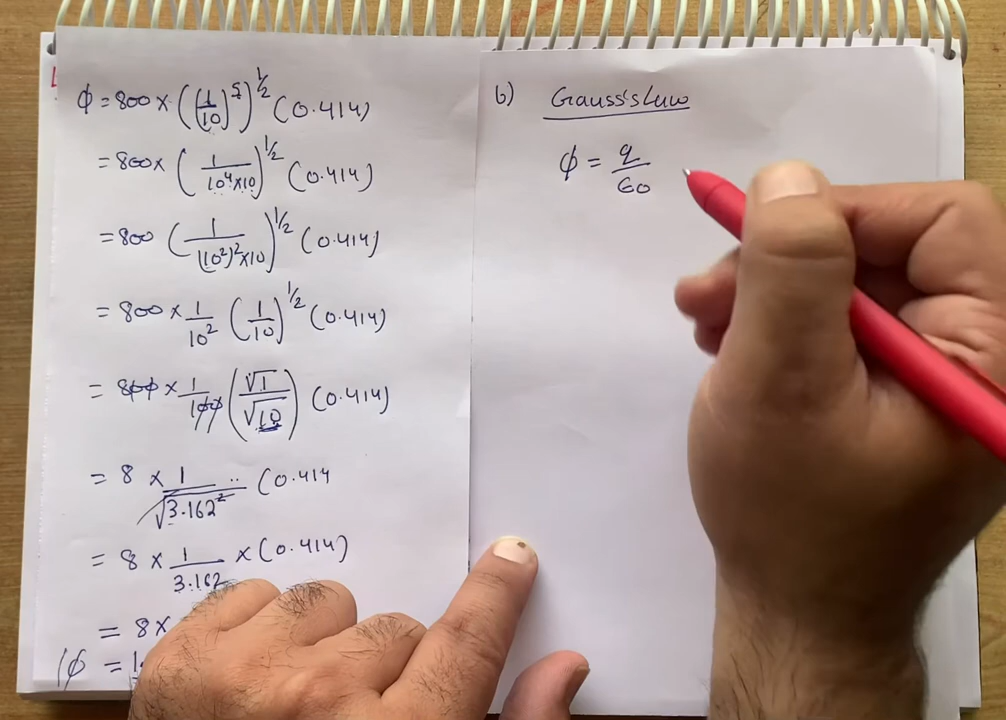 ϕ = 800 × ((1/10)^5)^1/2 (0.414)
= 800 × (1/10^4×10)^1/2 (0.414)
= 800 (1/(10^2)^2×10)^1/2 (0.414)
= 800 × 1/10^2 (1/10)^1/2 (0.414)
= 800 × 1/100 (√1/√10) (0.414)
= 8 × 1/√3.162^2 (0.414
= 8 × 1/3.162 × (0.414)
= 8×
ϕ =
b) Gauss's Law
ϕ = q/ϵ0